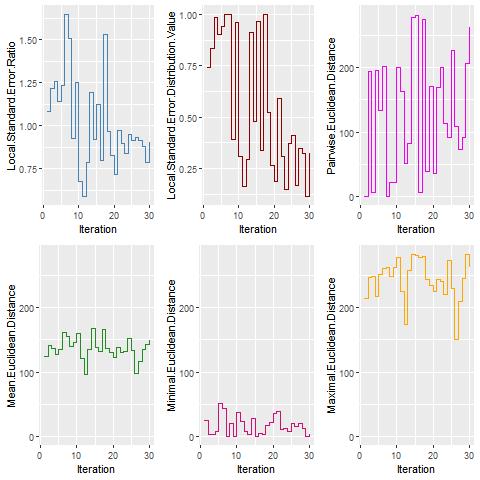 Local.Standard.Error.Ratio
1.50
1.25
1.00
0.75
0 10 20 30
Iteration
Local.Standard.Error.Distribution.Value
1.00
0.75
0.50
0.25
0 10 20 30
Iteration
Pairwise.Euclidean.Distance
200
100
0
0 10 20 30
Iteration
Mean.Euclidean.Distance
200
100
0
0 10 20 30
Iteration
Minimal.Euclidean.Distance
200
100
0
0 10 20 30
Iteration
Maximal.Euclidean.Distance
200
100
0
0 10 20 30
Iteration